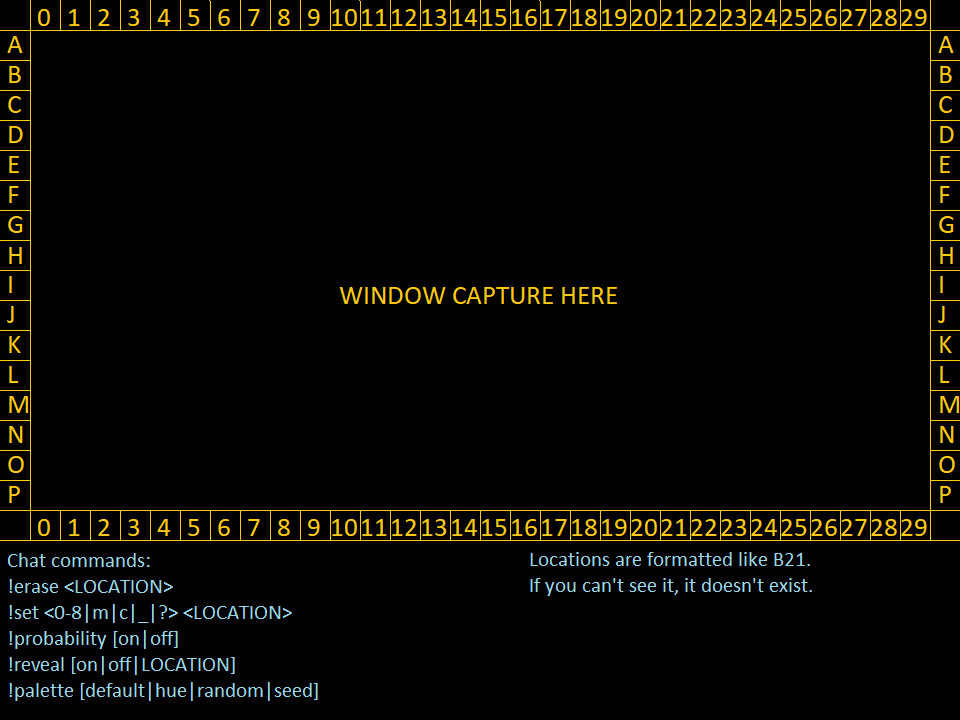 0 1 2 3 4 5 6 7 8 9 10 11 12 13 14 15 16 17 18 19 20 21 22 23 24 25 26 27 28 29
A A
B B
C C
D D
E E
F F
G G
H H
I I
WINDOW CAPTURE HERE
J J
K K
L L
M M
N N
O O
P P
0 1 2 3 4 5 6 7 8 9 10 11 12 13 14 15 16 17 18 19 20 21 22 23 24 25 26 27 28 29
Chat commands:
!erase <LOCATION>
!set <0-8|m|c|_|?> <LOCATION>
!probability [on|off]
!reveal [on|off|LOCATION]
!palette [default|hue|random|seed]
Locations are formatted like B21.
If you can't see it, it doesn't exist.